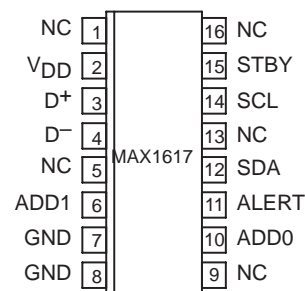 NC 1 16 NC
VDD 2 15 STBY
D+ 3 14 SCL
D– 4 13 NC
MAX1617
NC 5 12 SDA
ADD1 6 11 ALERT
GND 7 10 ADD0
GND 8 9 NC